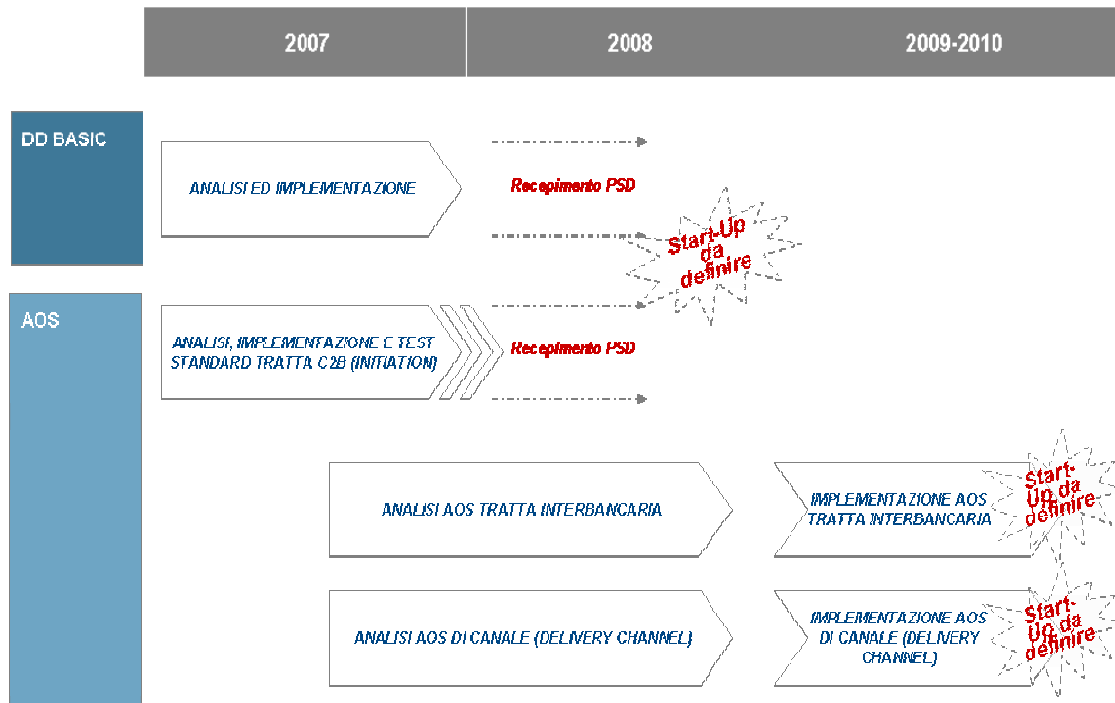 2007
2008
2009-2010
DD BASIC
ANALISI ED IMPLEMENTAZIONE
Recepimento PSD
Start-Up
da
definire
AOS
ANALISI, IMPLEMENTAZIONE E TEST
STANDARD TRATTA C2B (INITIATION)
Recepimento PSD
ANALISI AOS TRATTA INTERBANCARIA
IMPLEMENTAZIONE AOS
TRATTA INTERBANCARIA
Start-
Up da
definire
ANALISI AOS DI CANALE (DELIVERY CHANNEL)
IMPLEMENTAZIONE AOS
DI CANALE (DELIVERY
CHANNEL)
Start-
Up da
definire